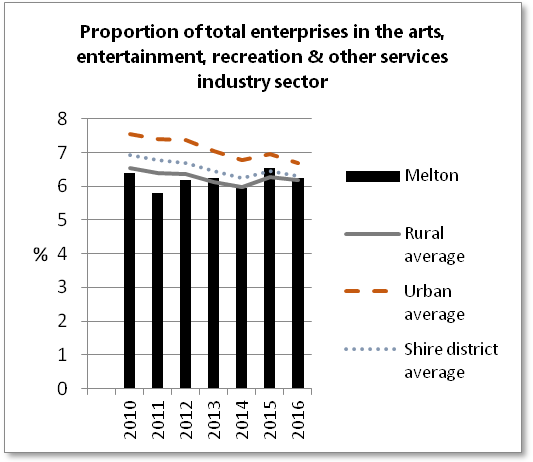 Proportion of total enterprises in the arts,
entertainment, recreation & other services
industry sector
8
7
6
5
4
3
2
1
0
%
2010
2011
2012
2013
2014
2015
2016
Melton
Rural
average
Urban
average
Shire district
average